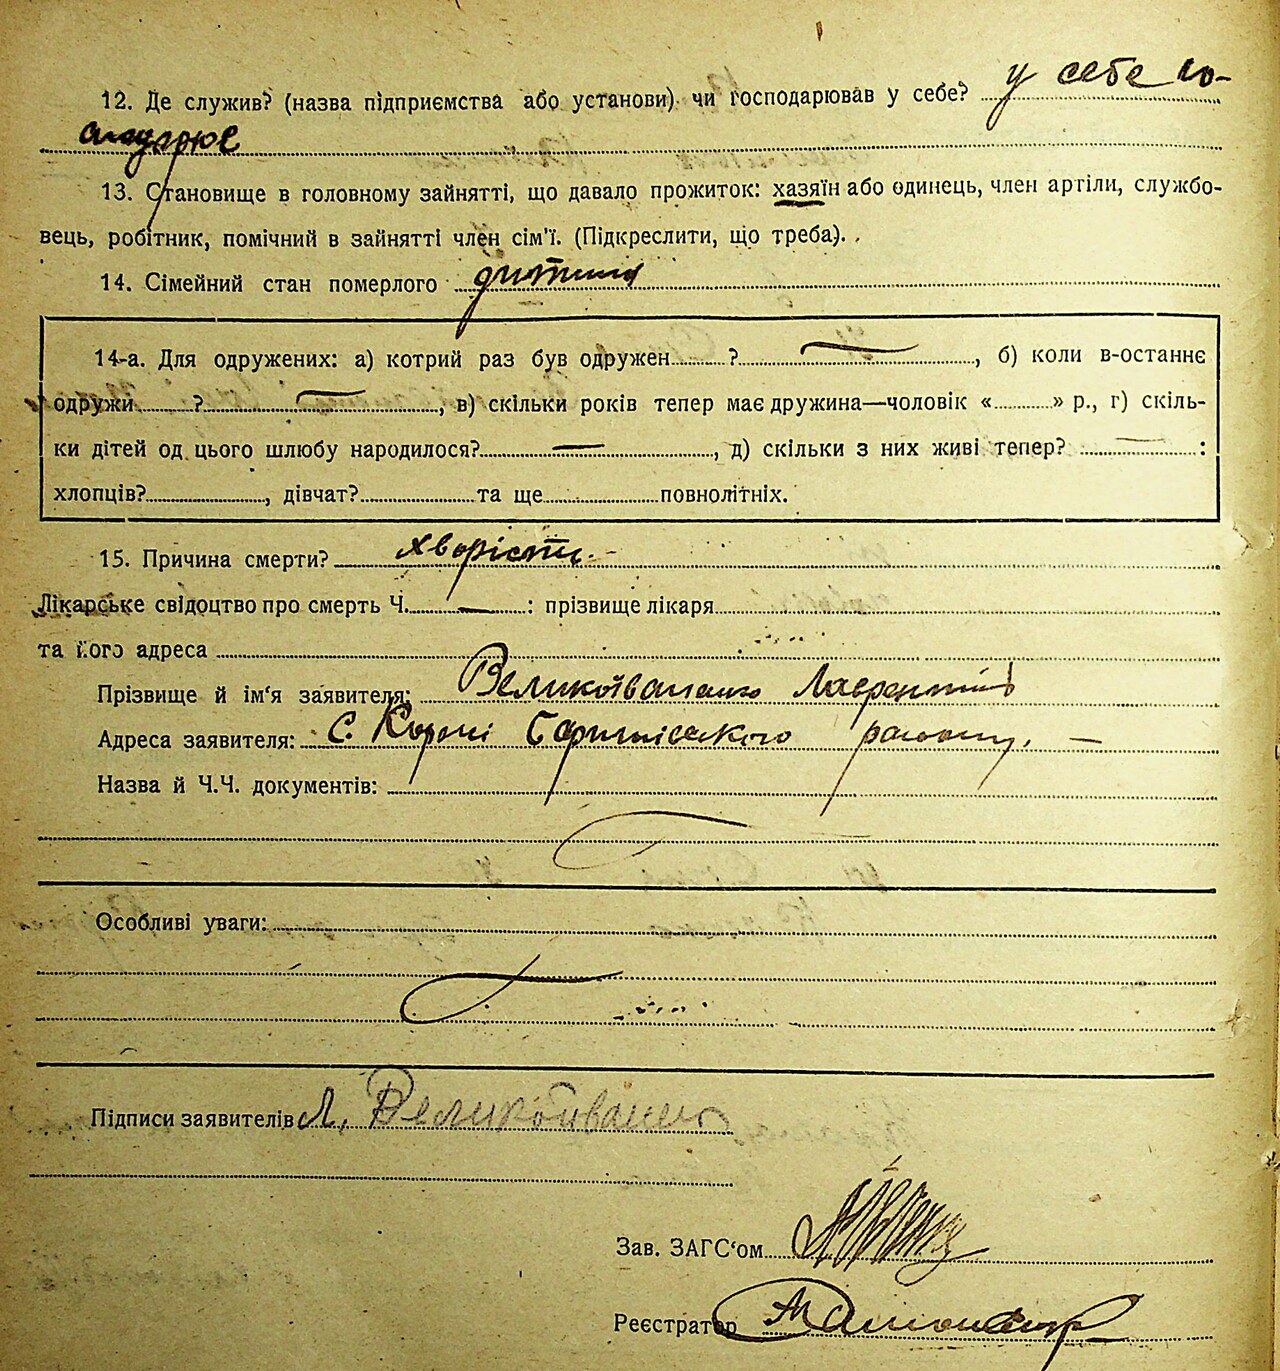 12. Де служив? (назва підприємства або установи) чи господарював у себе? у себе го-
13. Становище в головному зайнятті, що давало прожиток: хазяїн або одинець, член артіли, службо-
вець, робітник, помічний в зайнятті член сім'ї. (Підкреслити, що треба).
14. Сімейний стан померлого дитина
14-а. Для одружених: а) котрий раз був одружен......? ......, б) коли в-останнє
одружи......? ......, в) скільки років тепер має дружина—чоловік «......» р., г) скіль-
ки дітей од цього шлюбу народилося? — , д) скільки з них живі тепер? — :
хлопців?......, дівчат?......та ще......повнолітніх.
15. Причина смерти? хворість.
Лікарське свідоцтво про смерть Ч. — : прізвище лікаря
та його адреса
Прізвище й ім'я заявителя: Великоіваненко Лаврентій
Адреса заявителя: с. району. —
Назва й Ч.Ч. документів:
Особливі уваги:
Підписи заявителів Л. Великоіваненко
Зав. ЗАГС'ом
Реєстратор